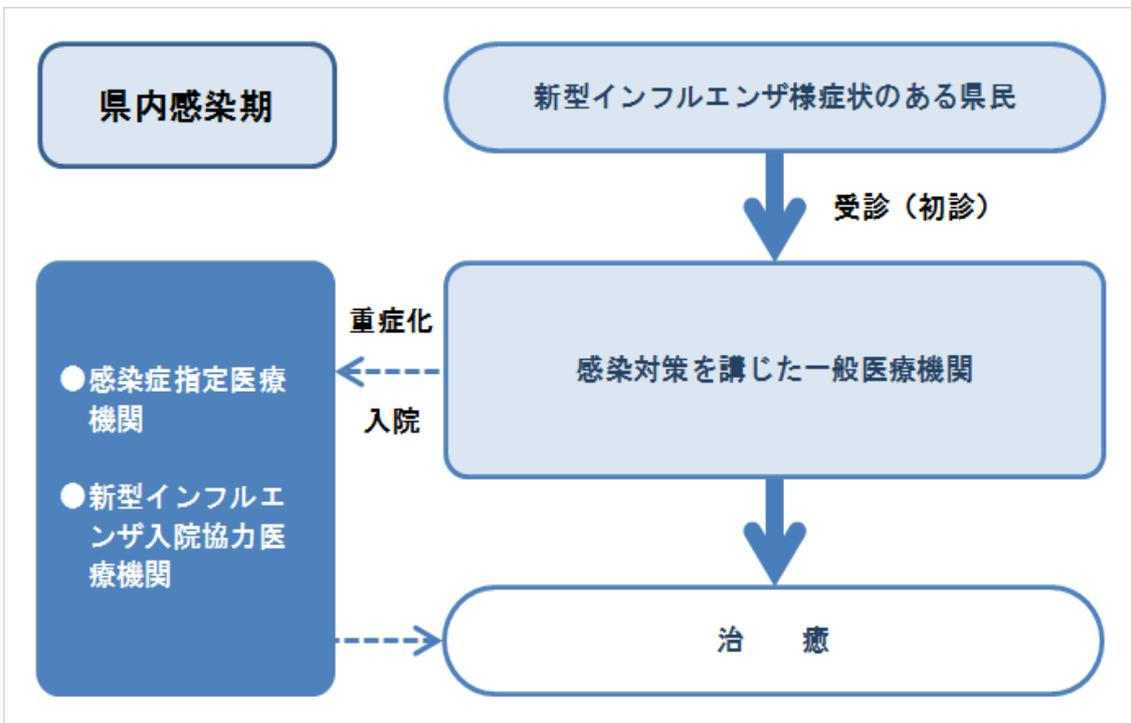 県内感染期
新型インフルエンザ様症状のある県民
受診（初診）
重症化
入院
感染対策を講じた一般医療機関
●感染症指定医療
機関
●新型インフルエ
ンザ入院協力医
療機関
治　　癒